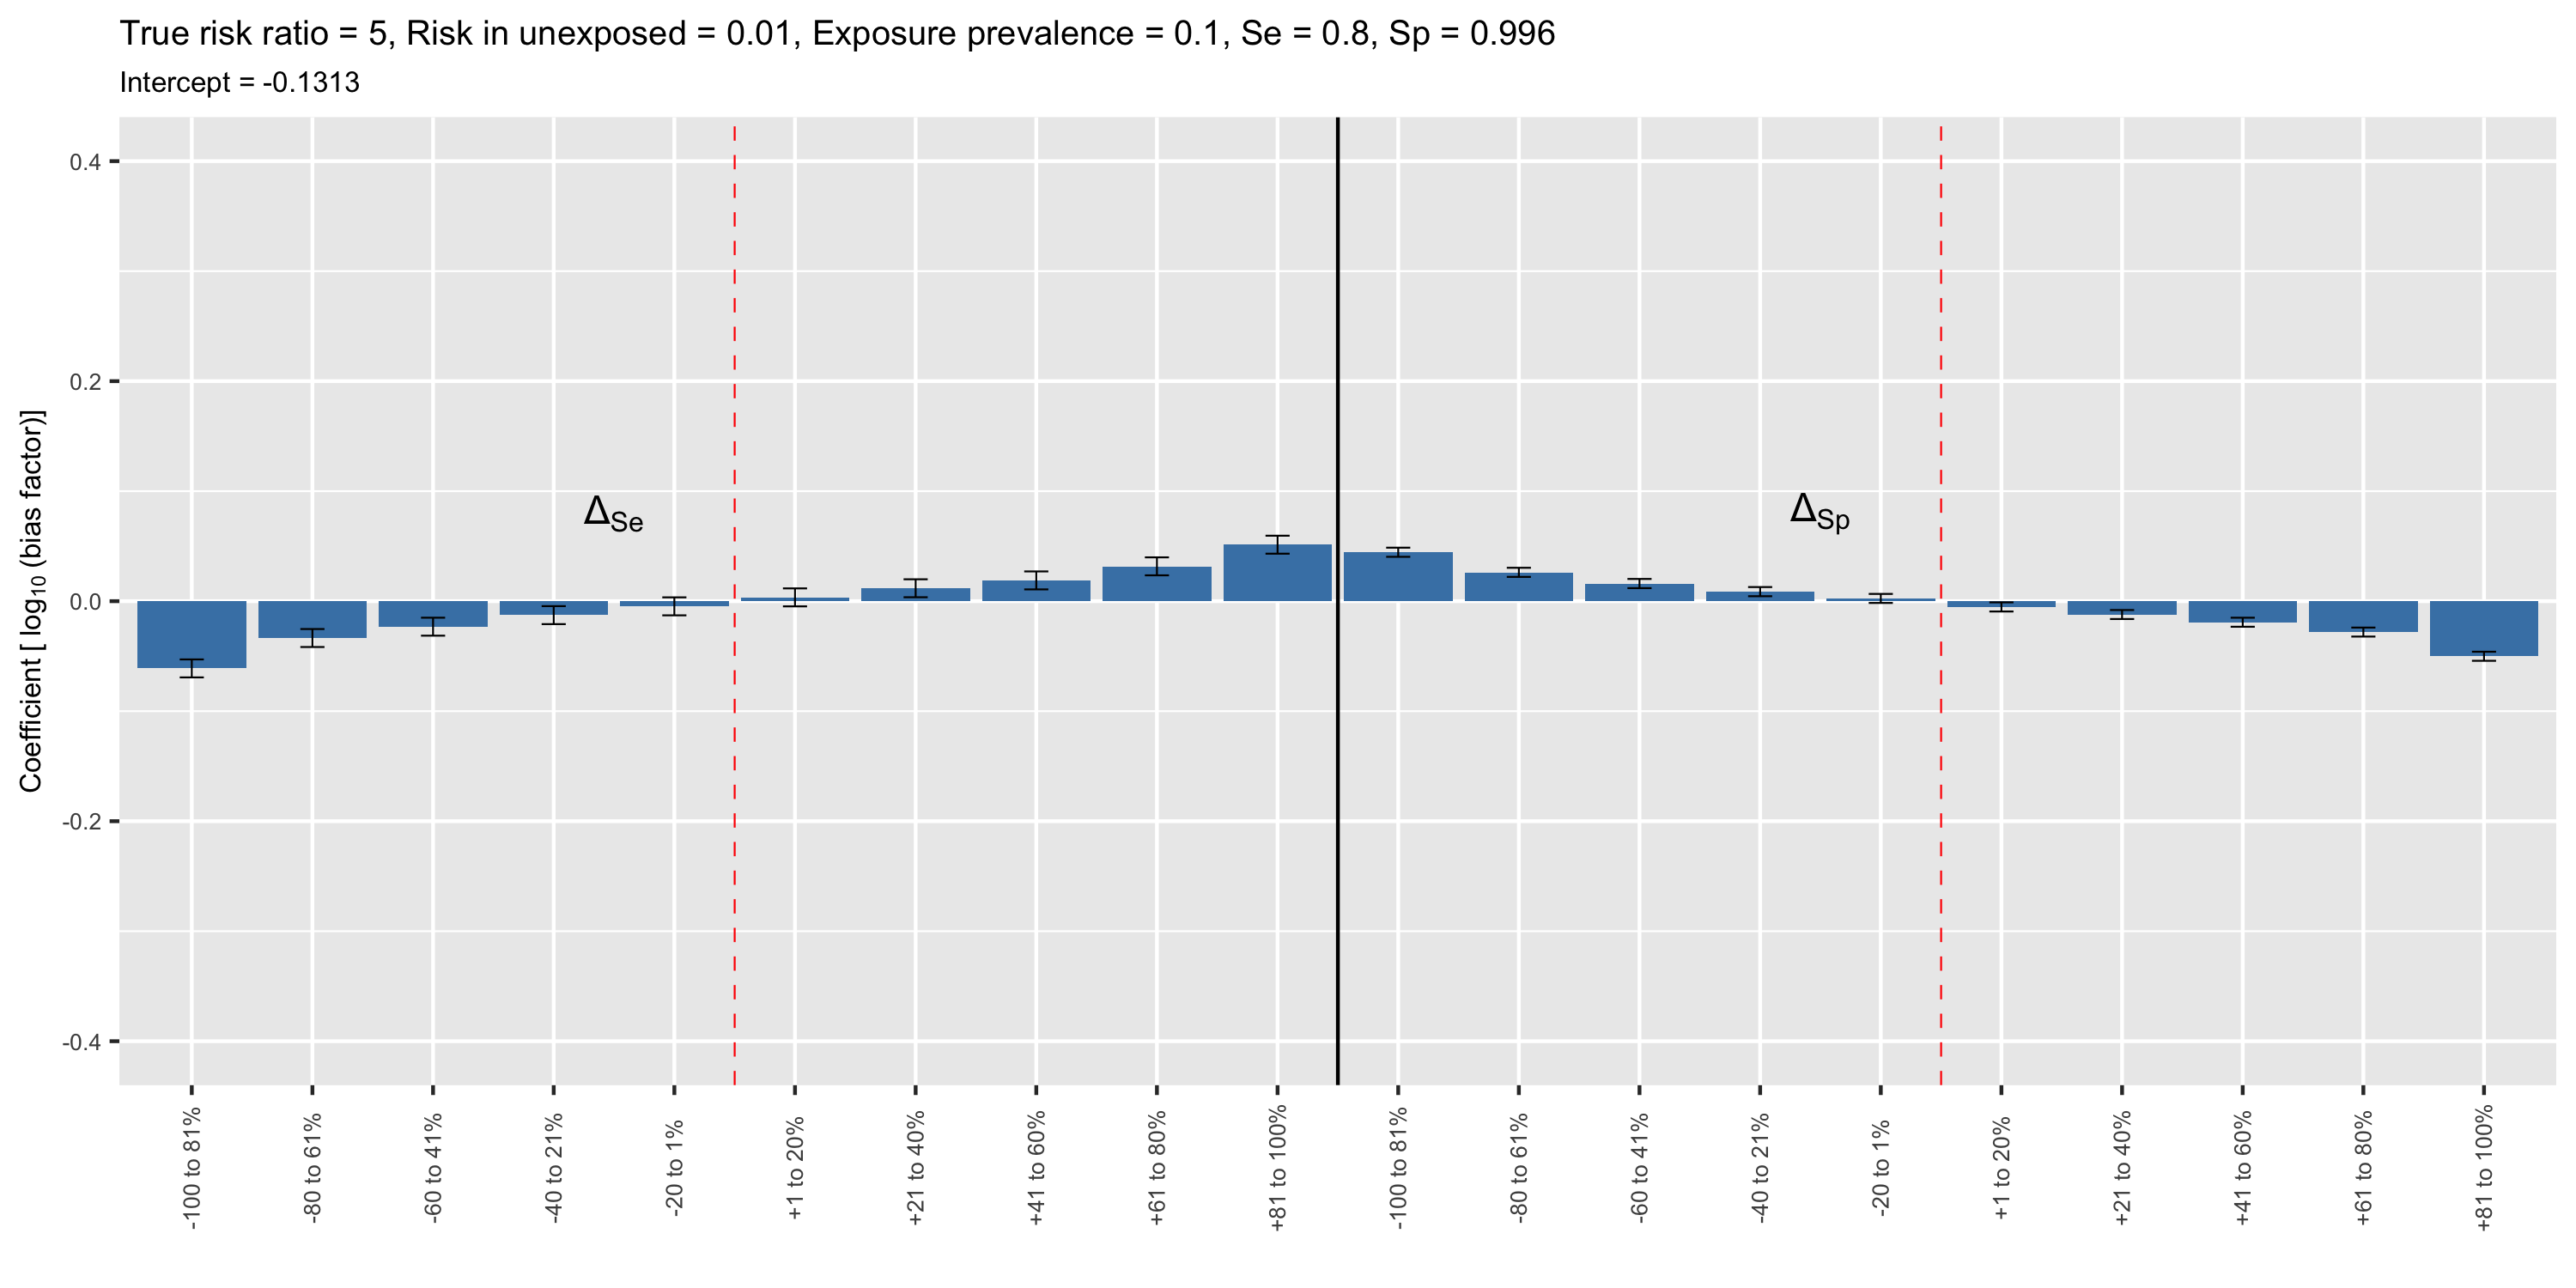 True risk ratio = 5, Risk in unexposed = 0.01, Exposure prevalence = 0.1, Se = 0.8, Sp = 0.996
Intercept = -0.1313
Coefficient [ log10 (bias factor)]
0.4
0.2
0.0
-0.2
-0.4
ΔSe
ΔSp
-100 to 81%
-80 to 61%
-60 to 41%
-40 to 21%
-20 to 1%
+1 to 20%
+21 to 40%
+41 to 60%
+61 to 80%
+81 to 100%
-100 to 81%
-80 to 61%
-60 to 41%
-40 to 21%
-20 to 1%
+1 to 20%
+21 to 40%
+41 to 60%
+61 to 80%
+81 to 100%